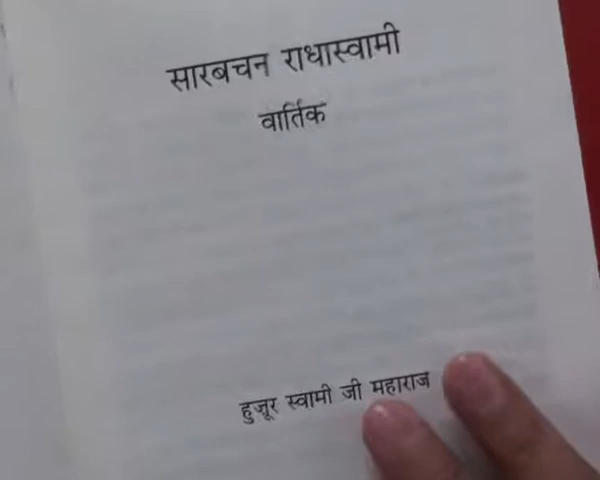 सारबचन राधास्वामी
वार्तिक
हुज़ूर स्वामी जी महाराज